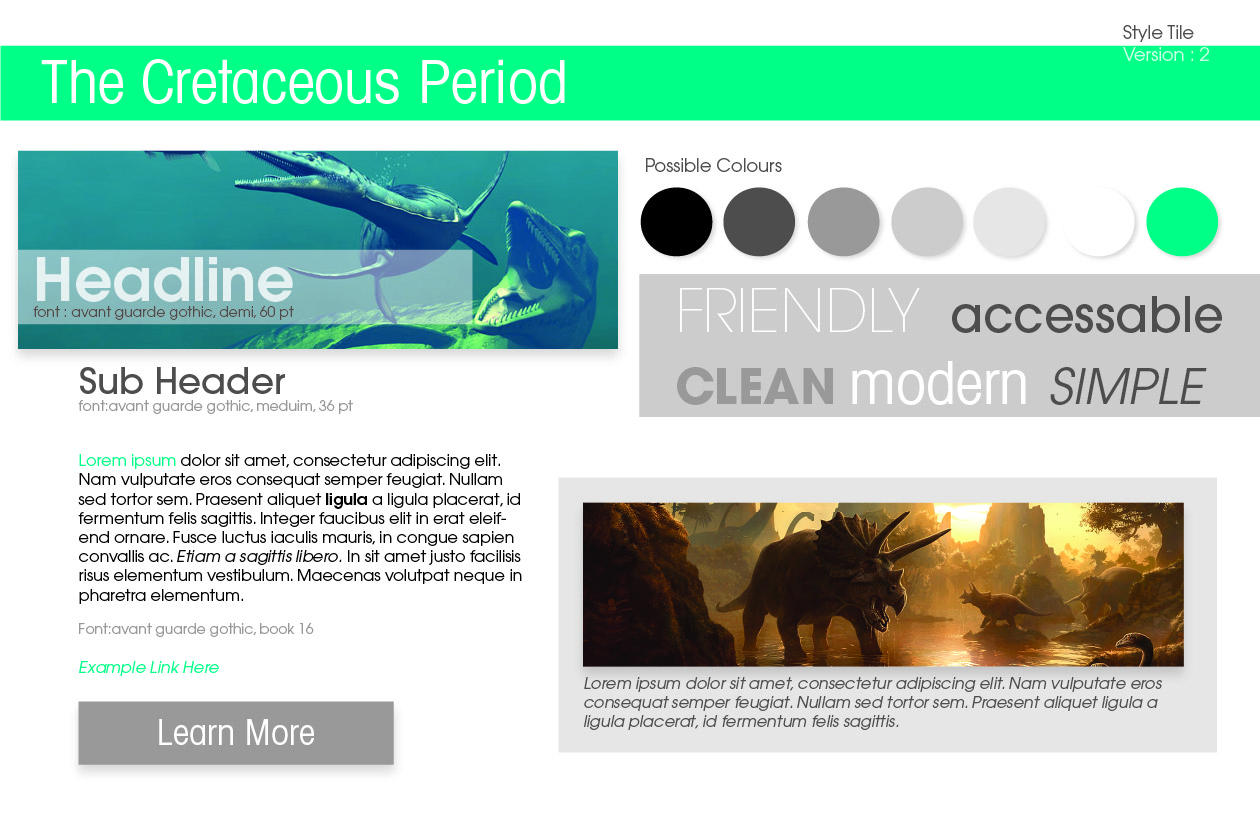 Style Tile
Version : 2
The Cretaceous Period
Headline
font : avant guarde gothic, demi, 60 pt
Sub Header
font:avant guarde gothic, meduim, 36 pt
Lorem ipsum dolor sit amet, consectetur adipiscing elit.
Nam vulputate eros consequat semper feugiat. Nullam
sed tortor sem. Praesent aliquet ligula a ligula placerat, id
fermentum felis sagittis. Integer faucibus elit in erat eleif-
end ornare. Fusce luctus iaculis mauris, in congue sapien
convallis ac. Etiam a sagittis libero. In sit amet justo facilisis
risus elementum vestibulum. Maecenas volutpat neque in
pharetra elementum.
Font:avant guarde gothic, book 16
Example Link Here
Learn More
Possible Colours
FRIENDLY accessable
CLEAN modern SIMPLE
Lorem ipsum dolor sit amet, consectetur adipiscing elit. Nam vulputate eros
consequat semper feugiat. Nullam sed tortor sem. Praesent aliquet ligula a
ligula placerat, id fermentum felis sagittis.